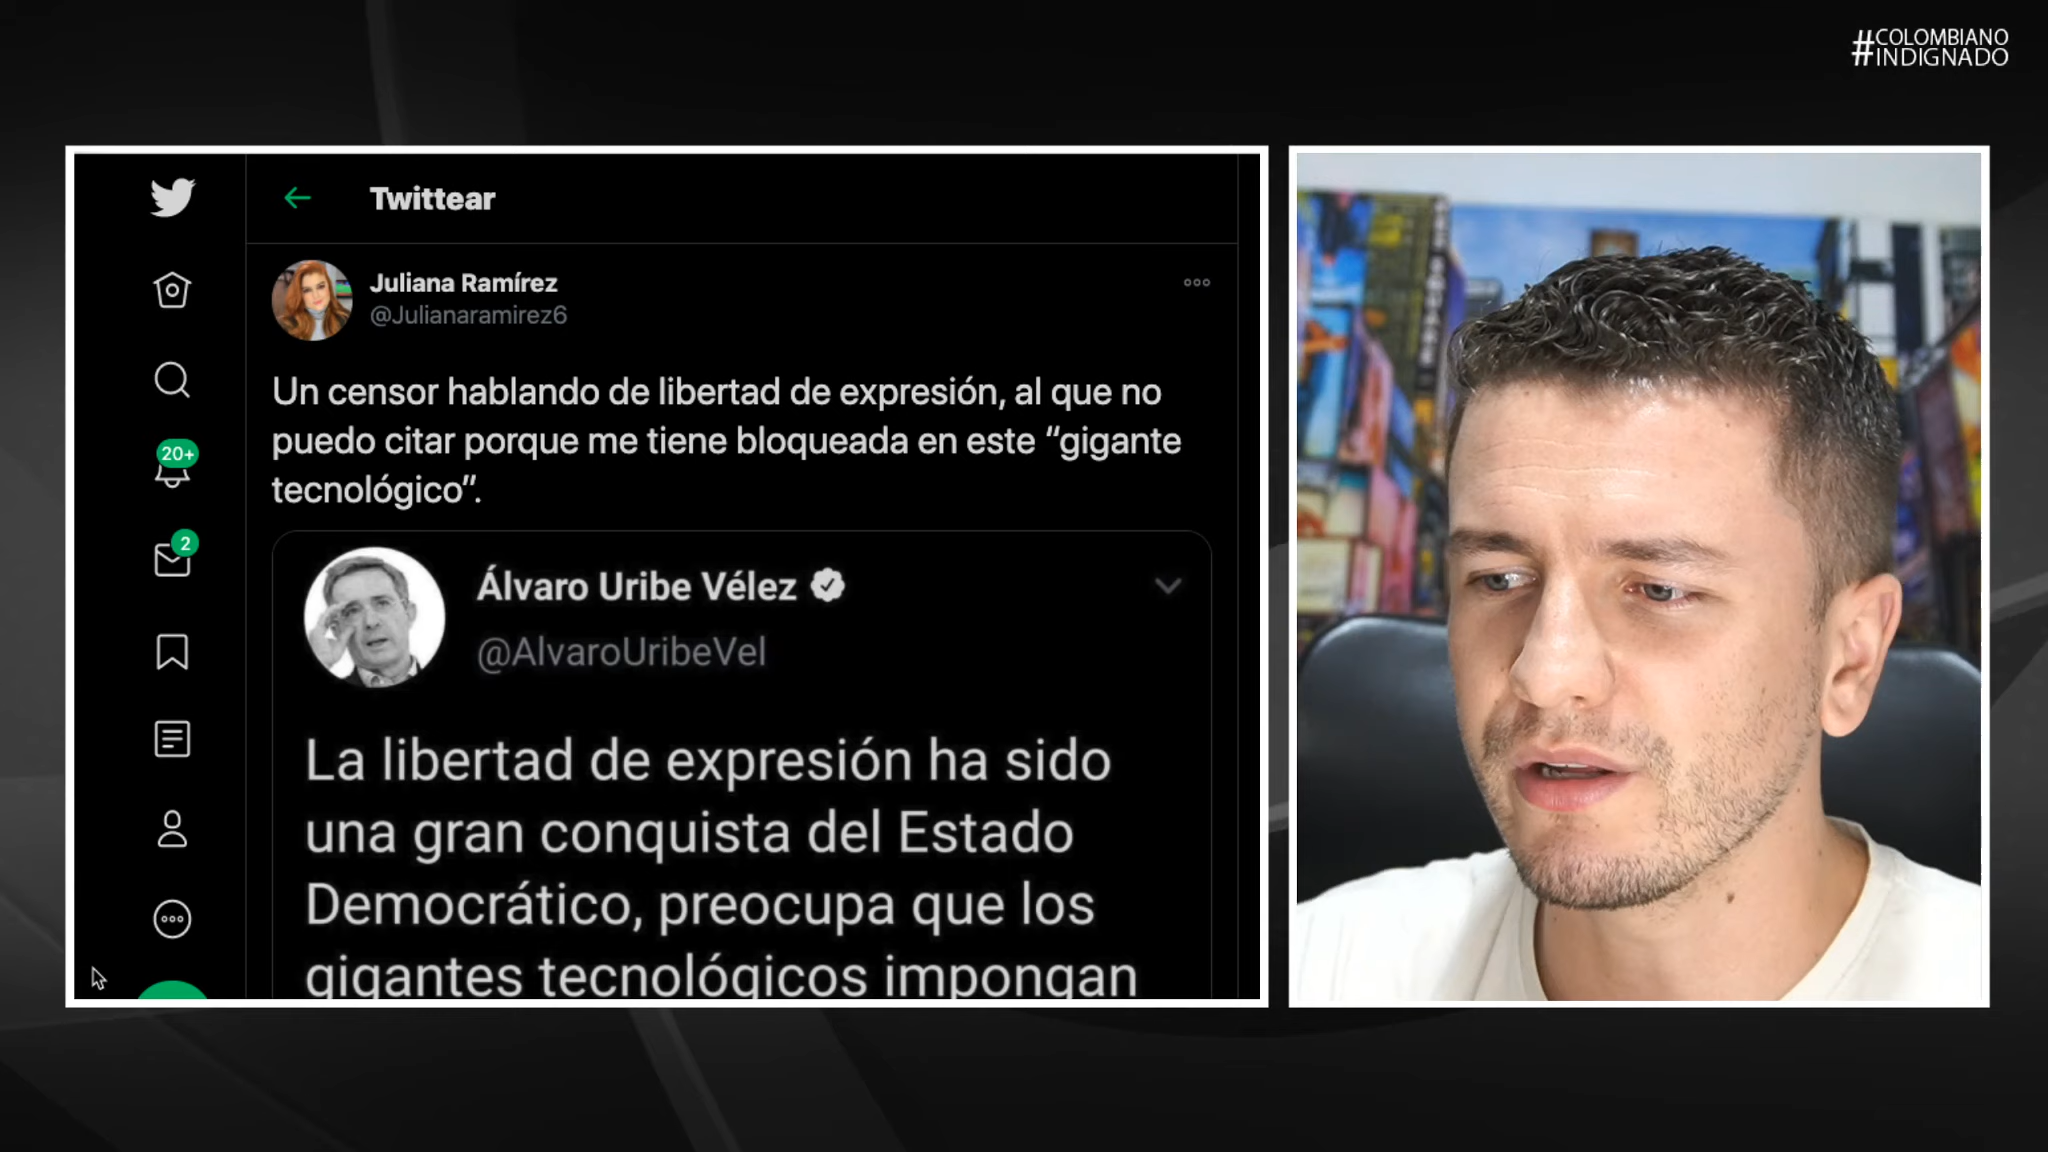 #COLOMBIANO
INDIGNADO
Twittear
Juliana Ramírez
@Julianaramirez6
Un censor hablando de libertad de expresión, al que no
puedo citar porque me tiene bloqueada en este “gigante
tecnológico”.
20+
2
Álvaro Uribe Vélez
@AlvaroUribeVel
La libertad de expresión ha sido
una gran conquista del Estado
Democrático, preocupa que los
gigantes tecnológicos impongan